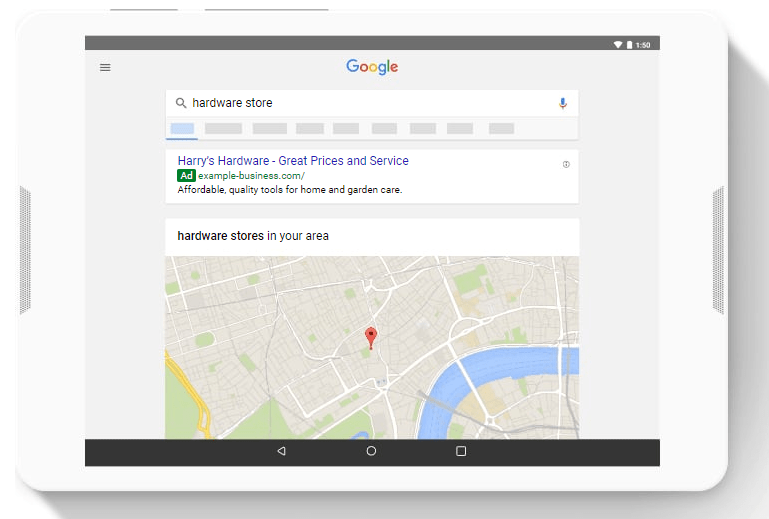 1:50
Google
hardware store
Harry's Hardware - Great Prices and Service
Ad example-business.com/
Affordable, quality tools for home and garden care.
hardware stores in your area